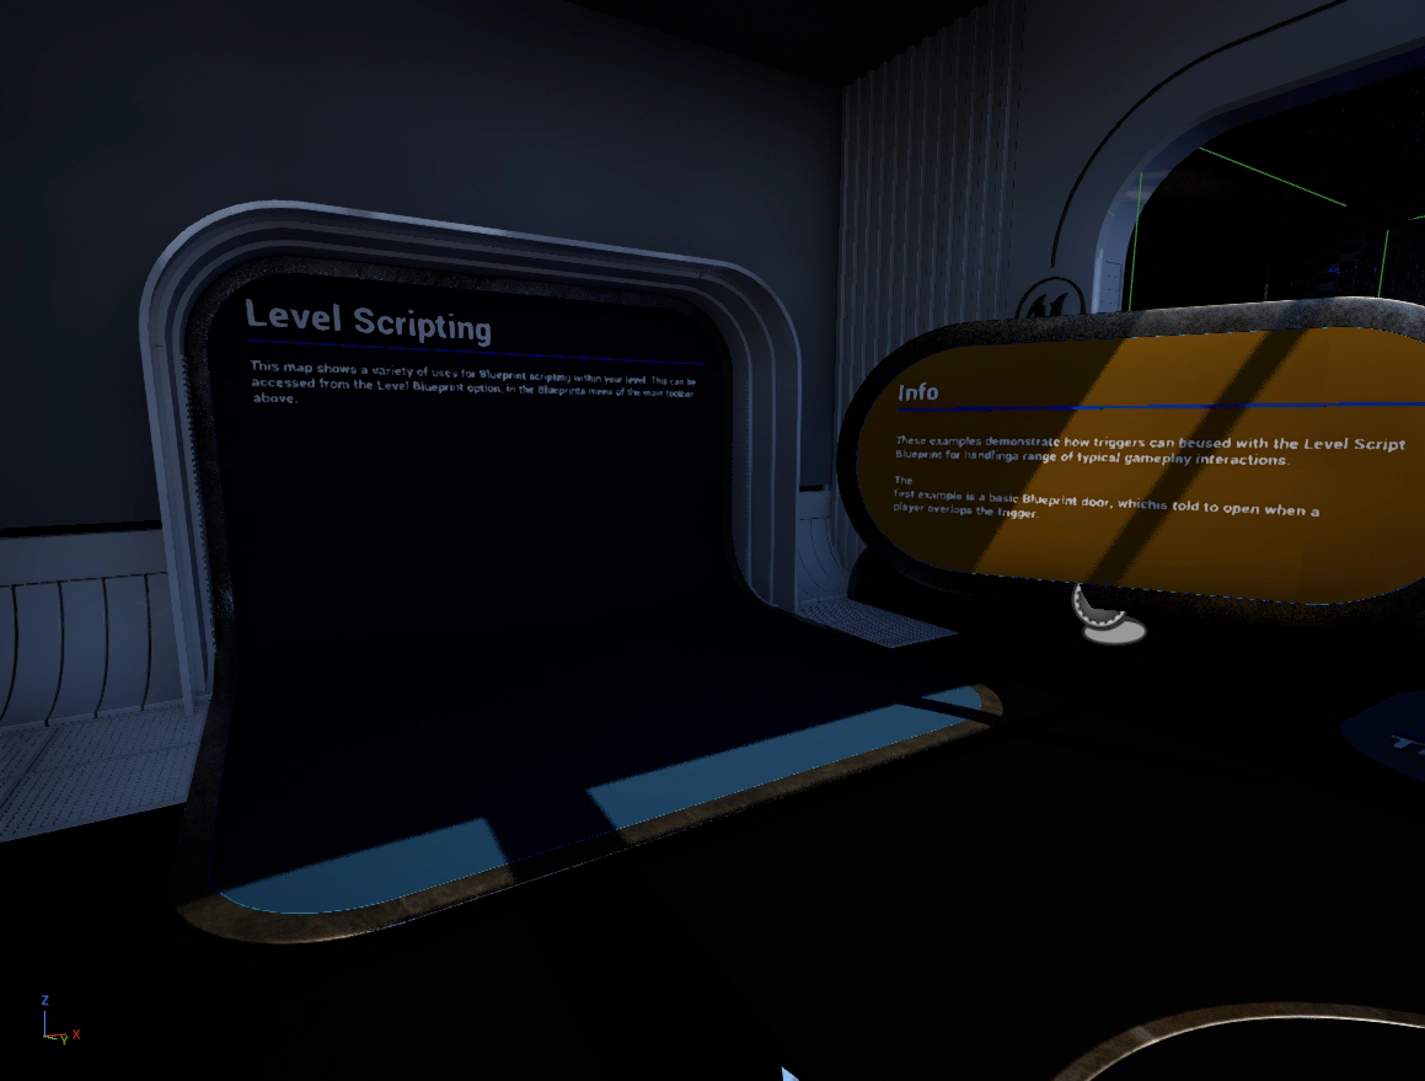 Level Scripting
This map shows a variety of uses for Blueprint scripting within your level. This can be
accessed from the Level Blueprint option, in the Blueprints menu of the main toolbar
above.
Info
These examples demonstrate how triggers can beused with the Level Script
Blueprint for handlinga range of typical gameplay interactions.
The
first example is a basic Blueprint door, whichis told to open when a
player overlaps the trigger.
Z
X
Y